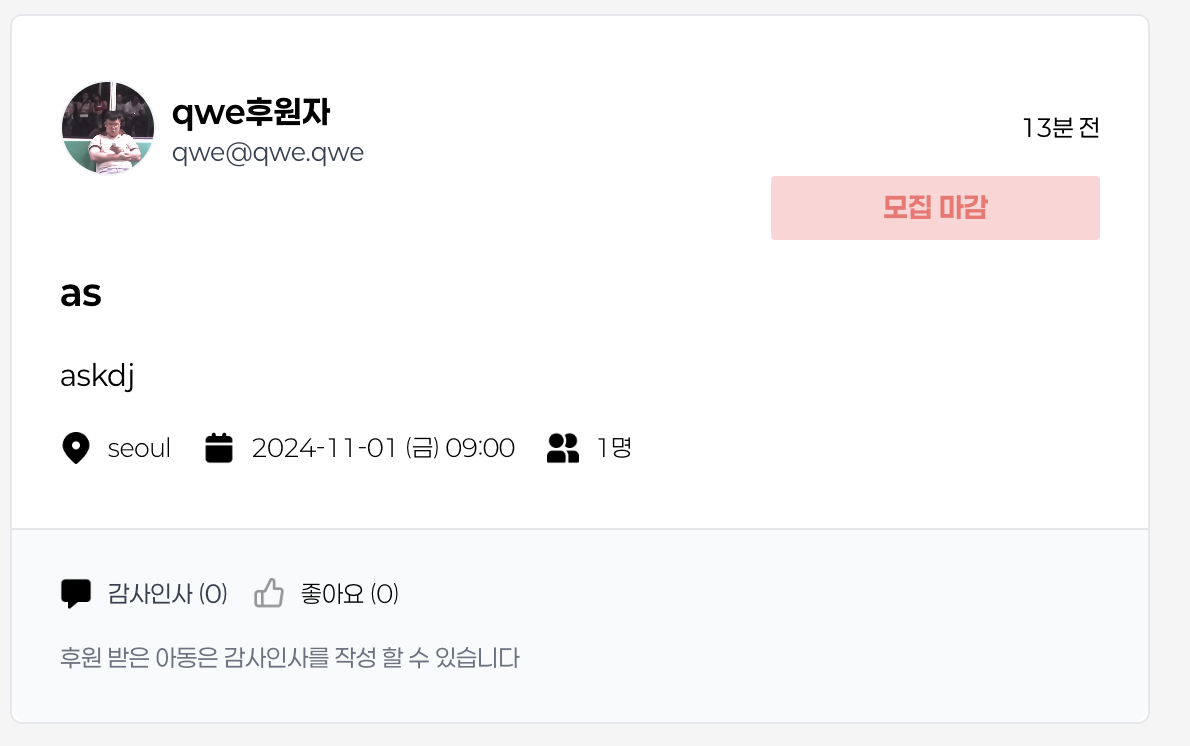 qwe후원자
qwe@qwe.qwe
13분 전
모집 마감
as
askdj
seoul 2024-11-01 (금) 09:00 1명
감사인사 (0) 좋아요 (0)
후원 받은 아동은 감사인사를 작성 할 수 있습니다